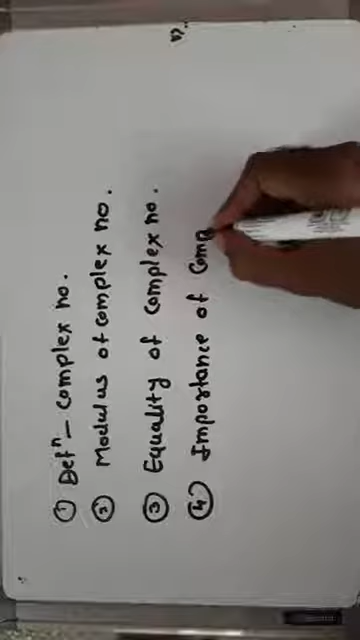 ① Defⁿ – Complex no.
② Modulus of complex no.
③ Equality of Complex no.
④ Importance of Comp